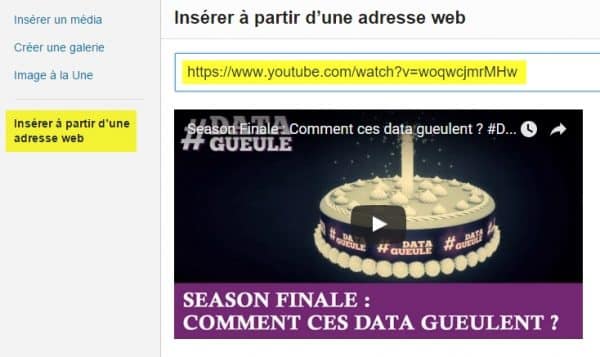 Insérer un média
Créer une galerie
Image à la Une
Insérer à partir d'une
adresse web
Insérer à partir d'une adresse web
https://www.youtube.com/watch?v=woqwcjmrMHw
Season Finale : Comment ces data gueulent ? #D...
#DATA
GUEULE
#DATA
GUEULE
#DATA
GUEULE
#DATA
GUEULE
SEASON FINALE :
COMMENT CES DATA GUEULENT ?